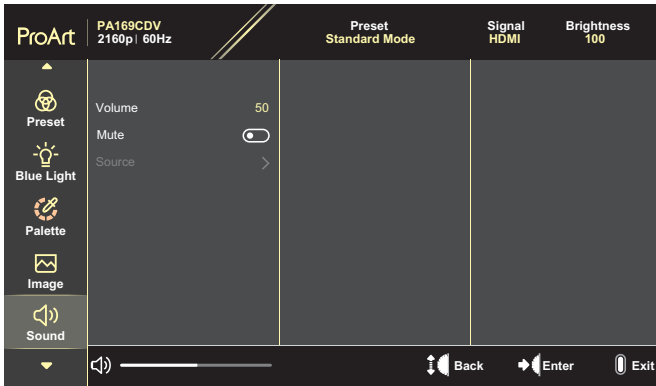 ProArt
PA169CDV
2160p| 60Hz
Preset
Standard Mode
Signal
HDMI
Brightness
100
Preset
Blue Light
Palette
Image
Sound
Volume 50
Mute
Source
Back Enter Exit